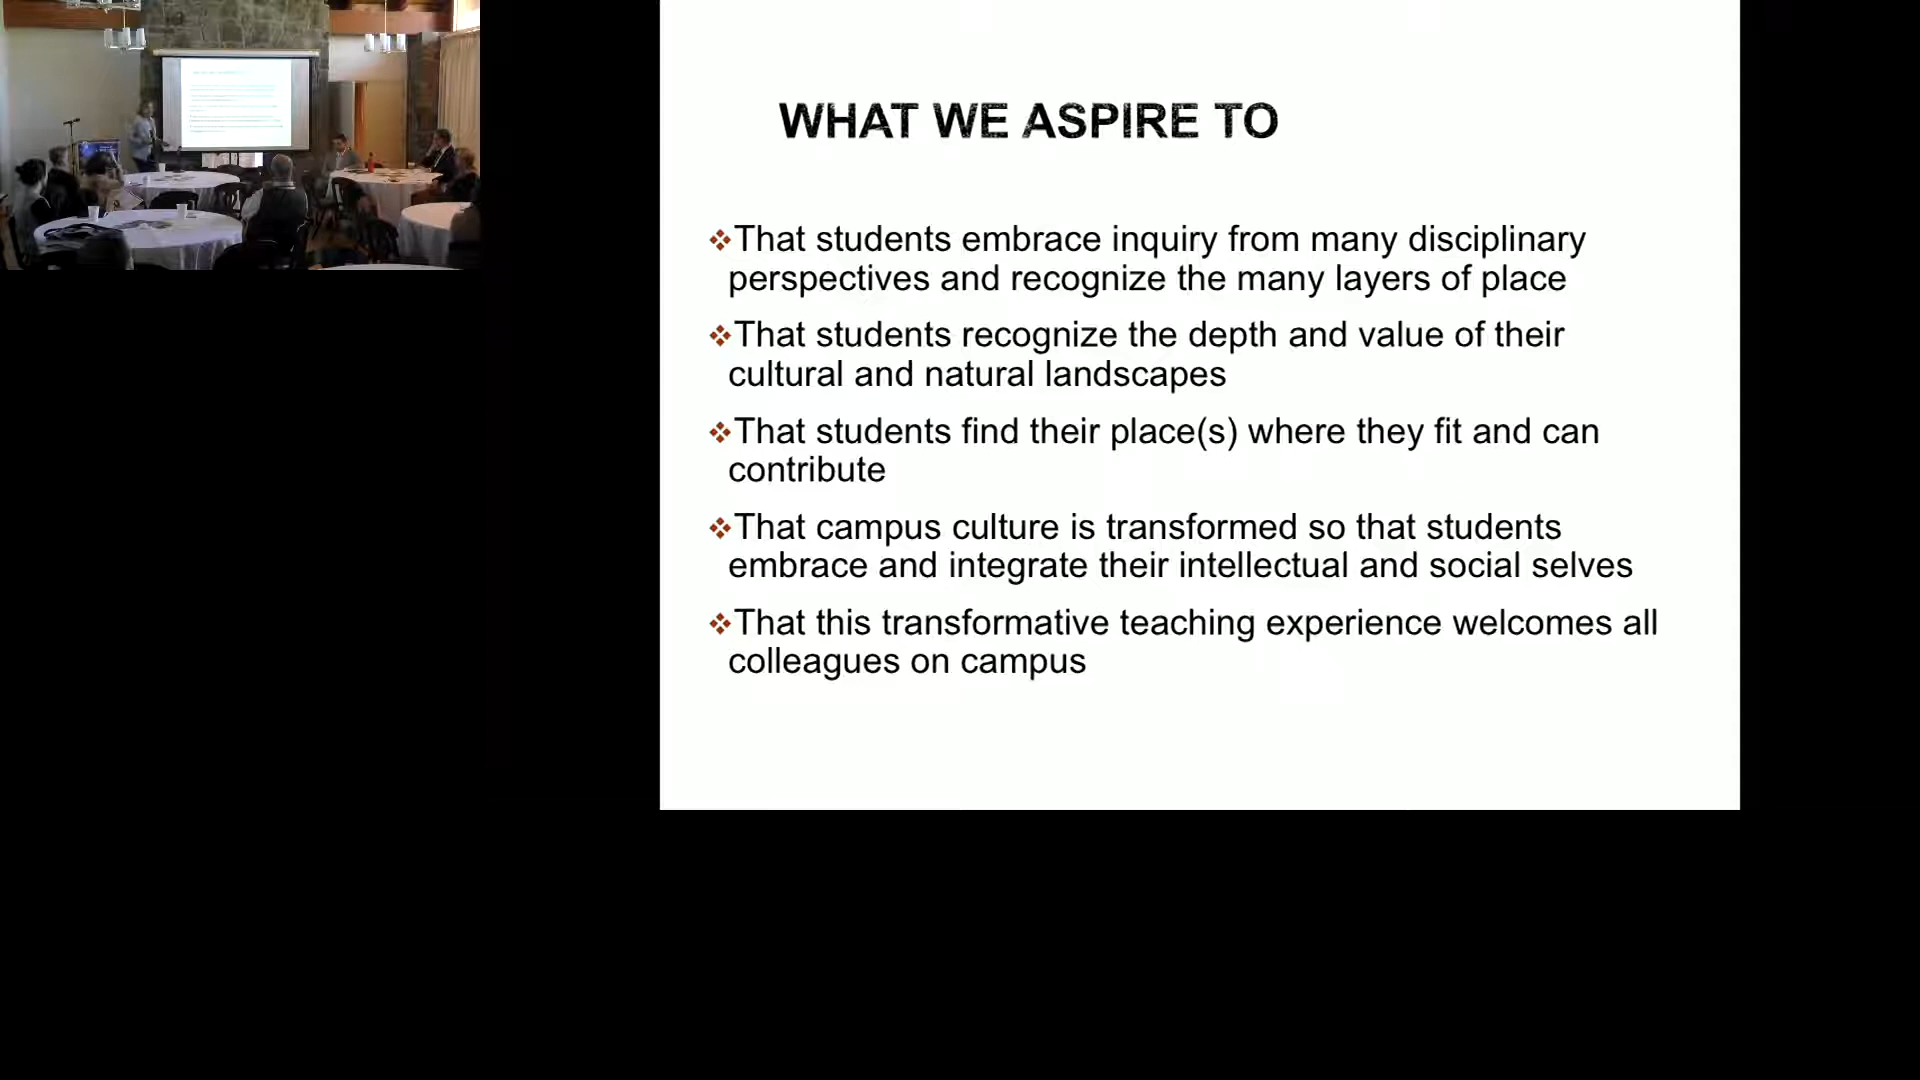 WHAT WE ASPIRE TO
❖That students embrace inquiry from many disciplinary
perspectives and recognize the many layers of place
❖That students recognize the depth and value of their
cultural and natural landscapes
❖That students find their place(s) where they fit and can
contribute
❖That campus culture is transformed so that students
embrace and integrate their intellectual and social selves
❖That this transformative teaching experience welcomes all
colleagues on campus